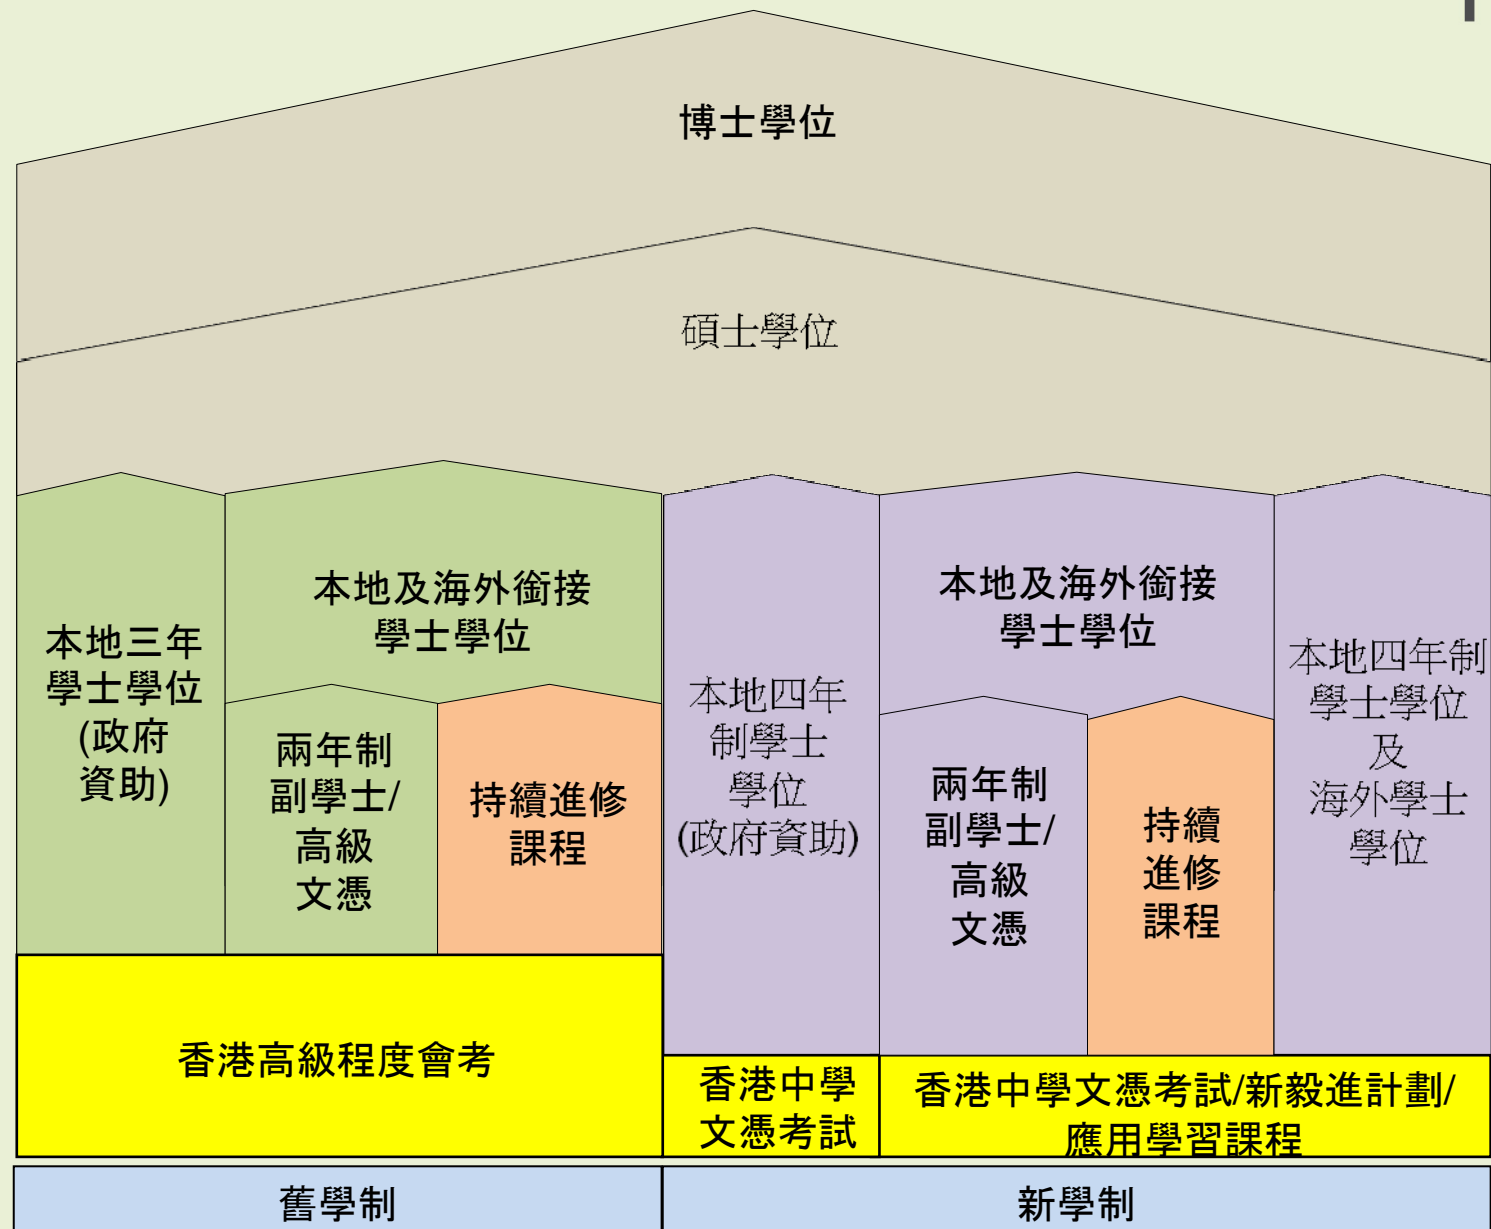 博士學位
碩士學位
本地三年
學士學位
(政府
資助)
本地及海外銜接
學士學位
兩年制
副學士/
高級
文憑
持續進修
課程
本地四年
制學士
學位
(政府資助)
本地及海外銜接
學士學位
兩年制
副學士/
高級
文憑
持續
進修
課程
本地四年制
學士學位
及
海外學士
學位
香港高級程度會考
香港中學
文憑考試
香港中學文憑考試/新毅進計劃/
應用學習課程
舊學制
新學制